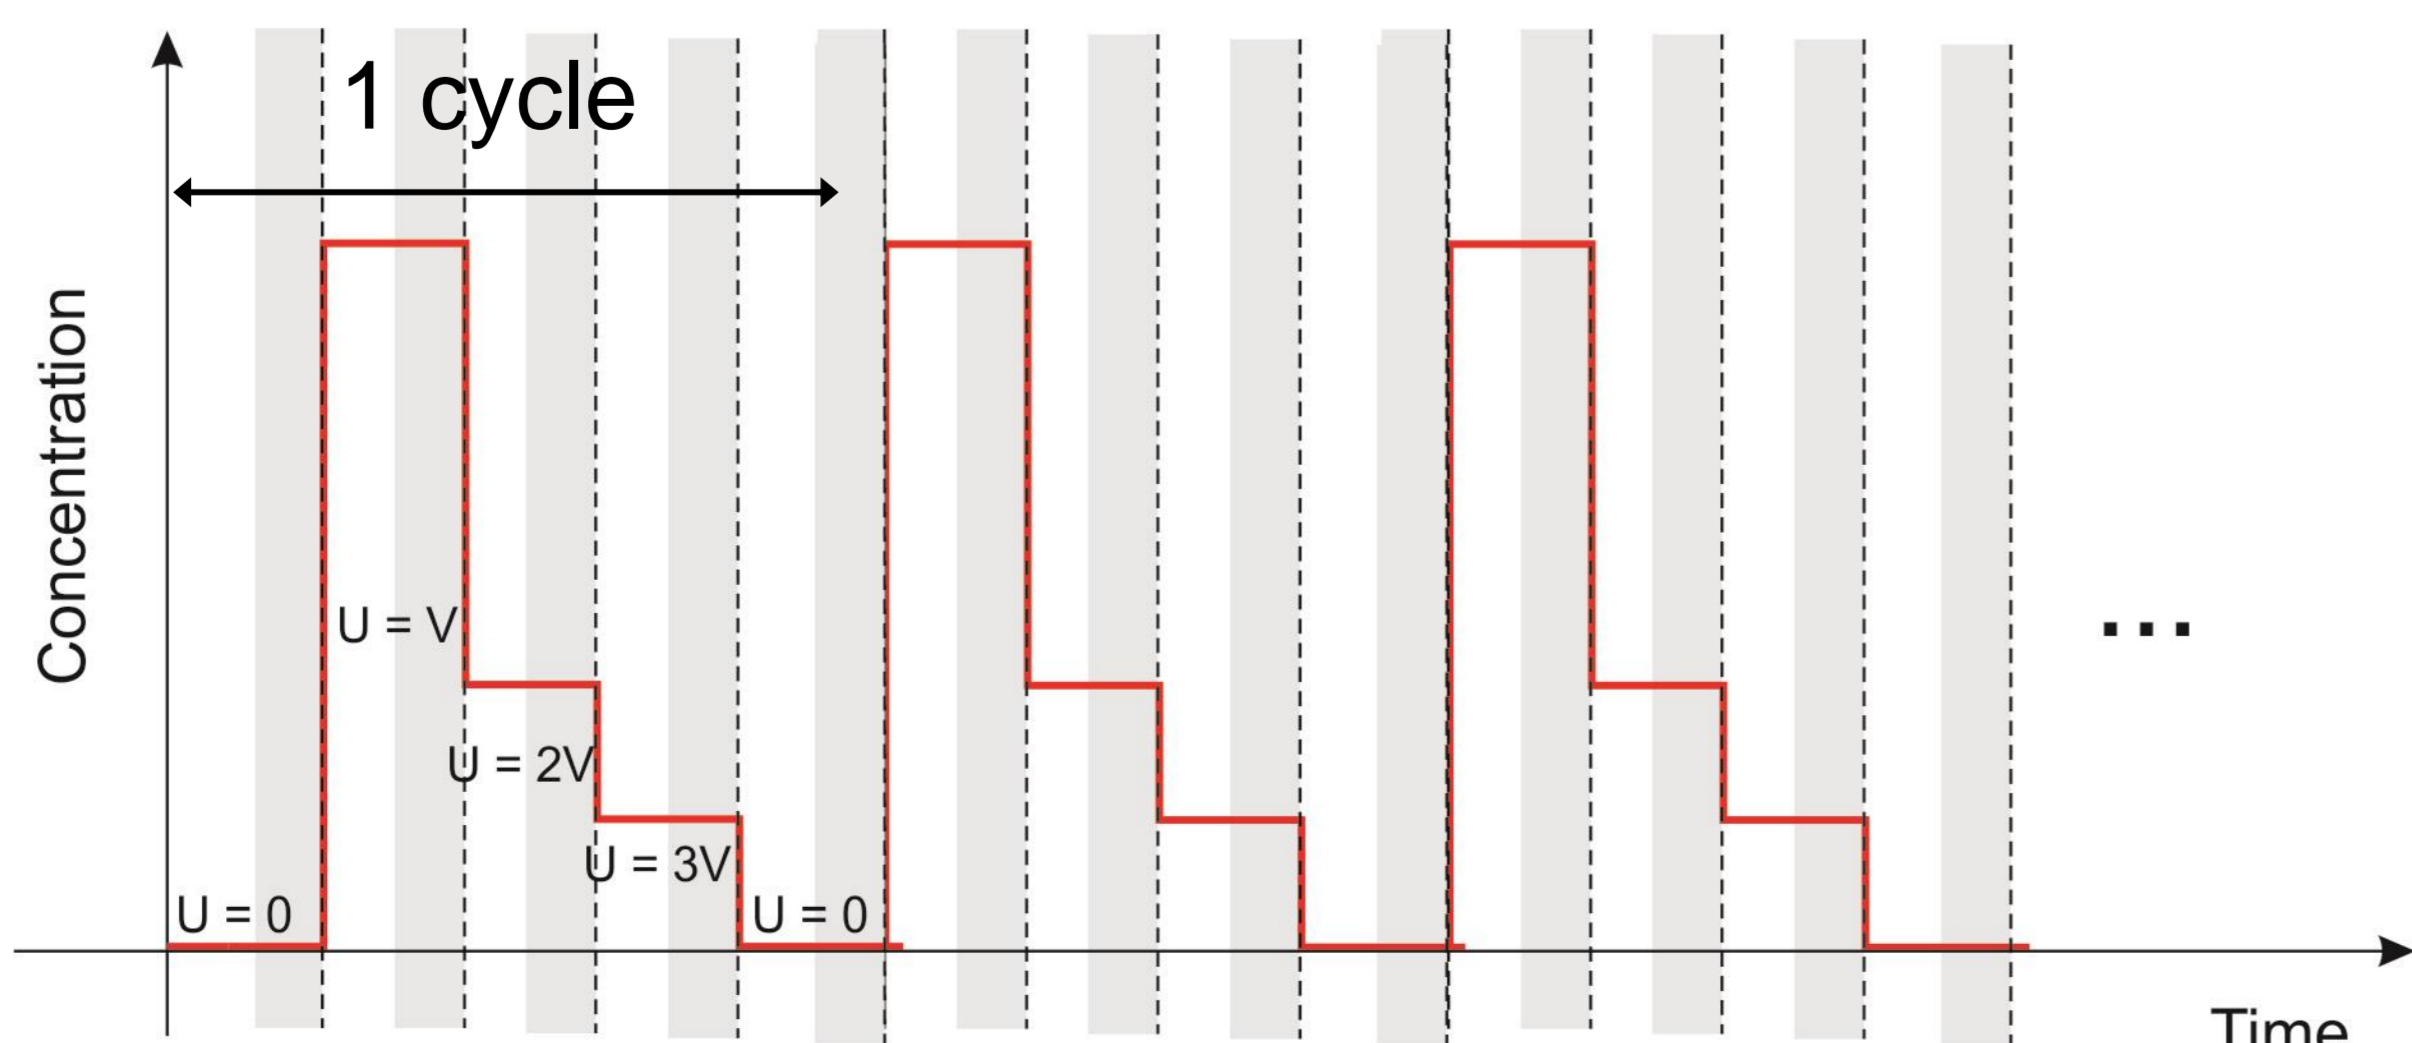 1 cycle
Concentration
U = V
U = 2V
U = 3V
U = 0
U = 0
...
Time